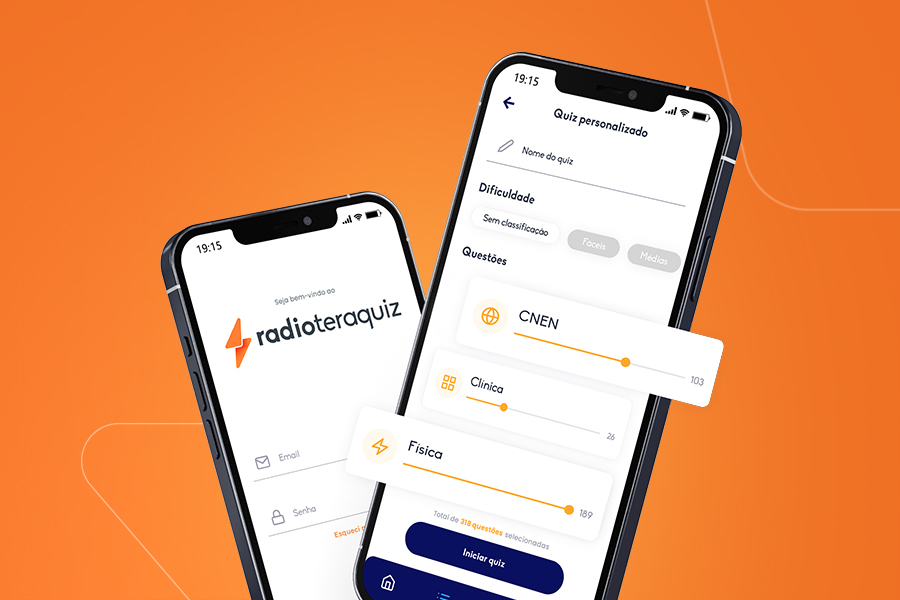 19:15
Seja bem-vindo ao
radioteraquiz
Email
Senha
Esqueci
19:15
Quiz personalizado
Nome do quiz
Dificuldade
Sem classificação
Fáceis
Médias
Questões
CNEN
103
Clínica
26
Física
189
Total de 318 questões selecionadas
Iniciar quiz